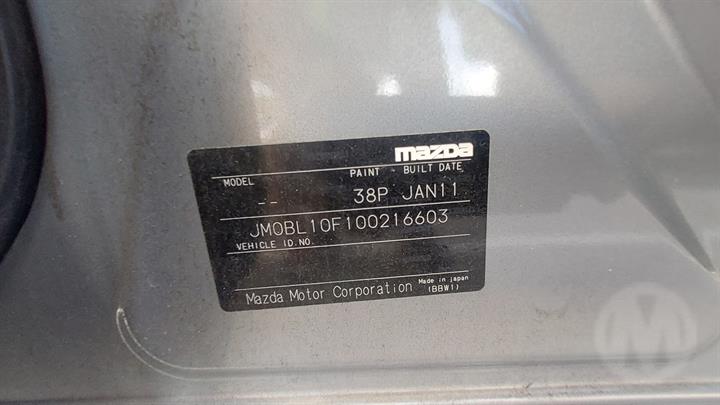 mazda
MODEL PAINT - BUILT DATE
-- 38P JAN11
JM0BL10F100216603
VEHICLE ID.NO.
Mazda Motor Corporation Made in japan (BBW1)
M